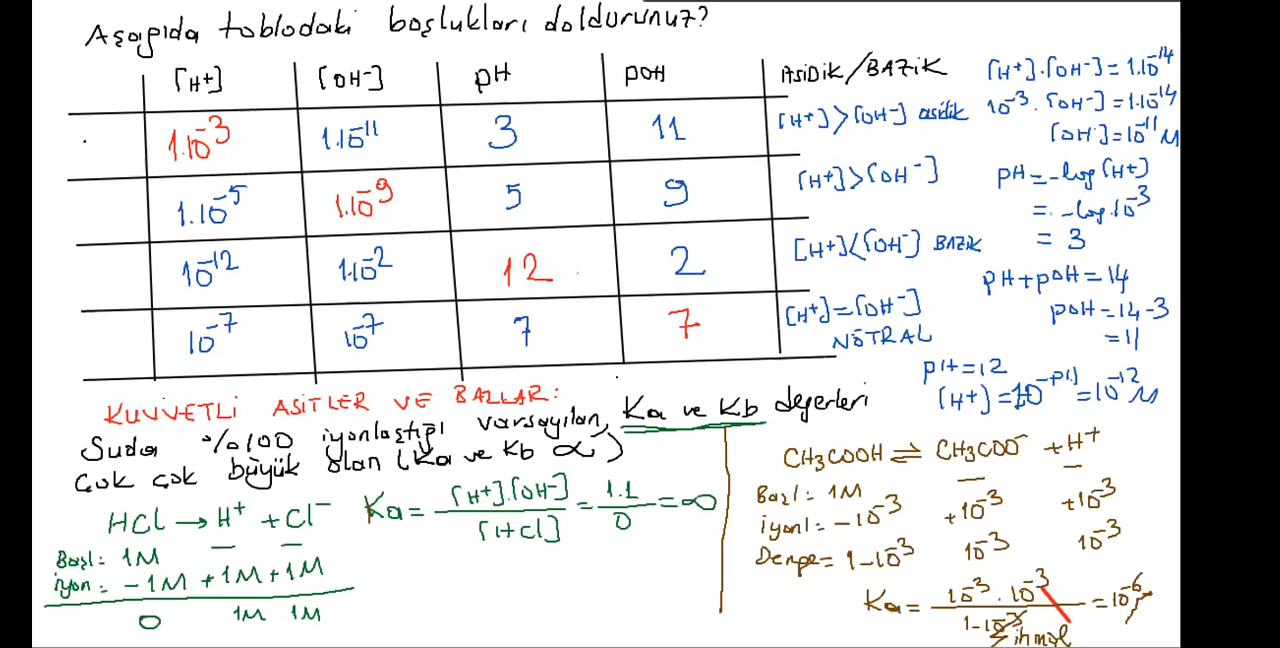 Aşağıda tablodaki boşlukları doldurunuz?
[H+] [OH-] pH pOH ASİDİK/BAZİK
1.10^-3 1.10^-11 3 11 [H+]>[OH-] asidik
1.10^-5 1.10^-9 5 9 [H+]>[OH-]
10^-12 1.10^-2 12 2 [H+]<[OH-] BAZİK
10^-7 10^-7 7 7 [H+]=[OH-]
NÖTRAL
[H+].[OH-]=1.10^-14
10^-3.[OH-]=1.10^-14
[OH-]=10^-11 M
pH=-log[H+]
=-log.10^-3
=3
pH+pOH=14
pOH=14-3
=11
pH=12
[H+]=10^-pH=10^-12 M
KUVVETLİ ASİTLER VE BAZLAR:
Suda %100 iyonlaştığı varsayılan, Ka ve Kb değerleri
çok çok büyük olan (Ka ve Kb ∝)
HCl → H+ + Cl-
Başl: 1M
iyon = -1M +1M +1M
0 1M 1M
Ka = [H+].[OH-] / [HCl] = 1.1 / 0 = ∞
CH3COOH ⇌ CH3COO- + H+
Başl: 1M
iyonl = -10^-3 +10^-3 +10^-3
Denge = 1-10^-3 10^-3 10^-3
Ka = 10^-3 . 10^-3 / 1-10^-3 = 10^-6
ihmal